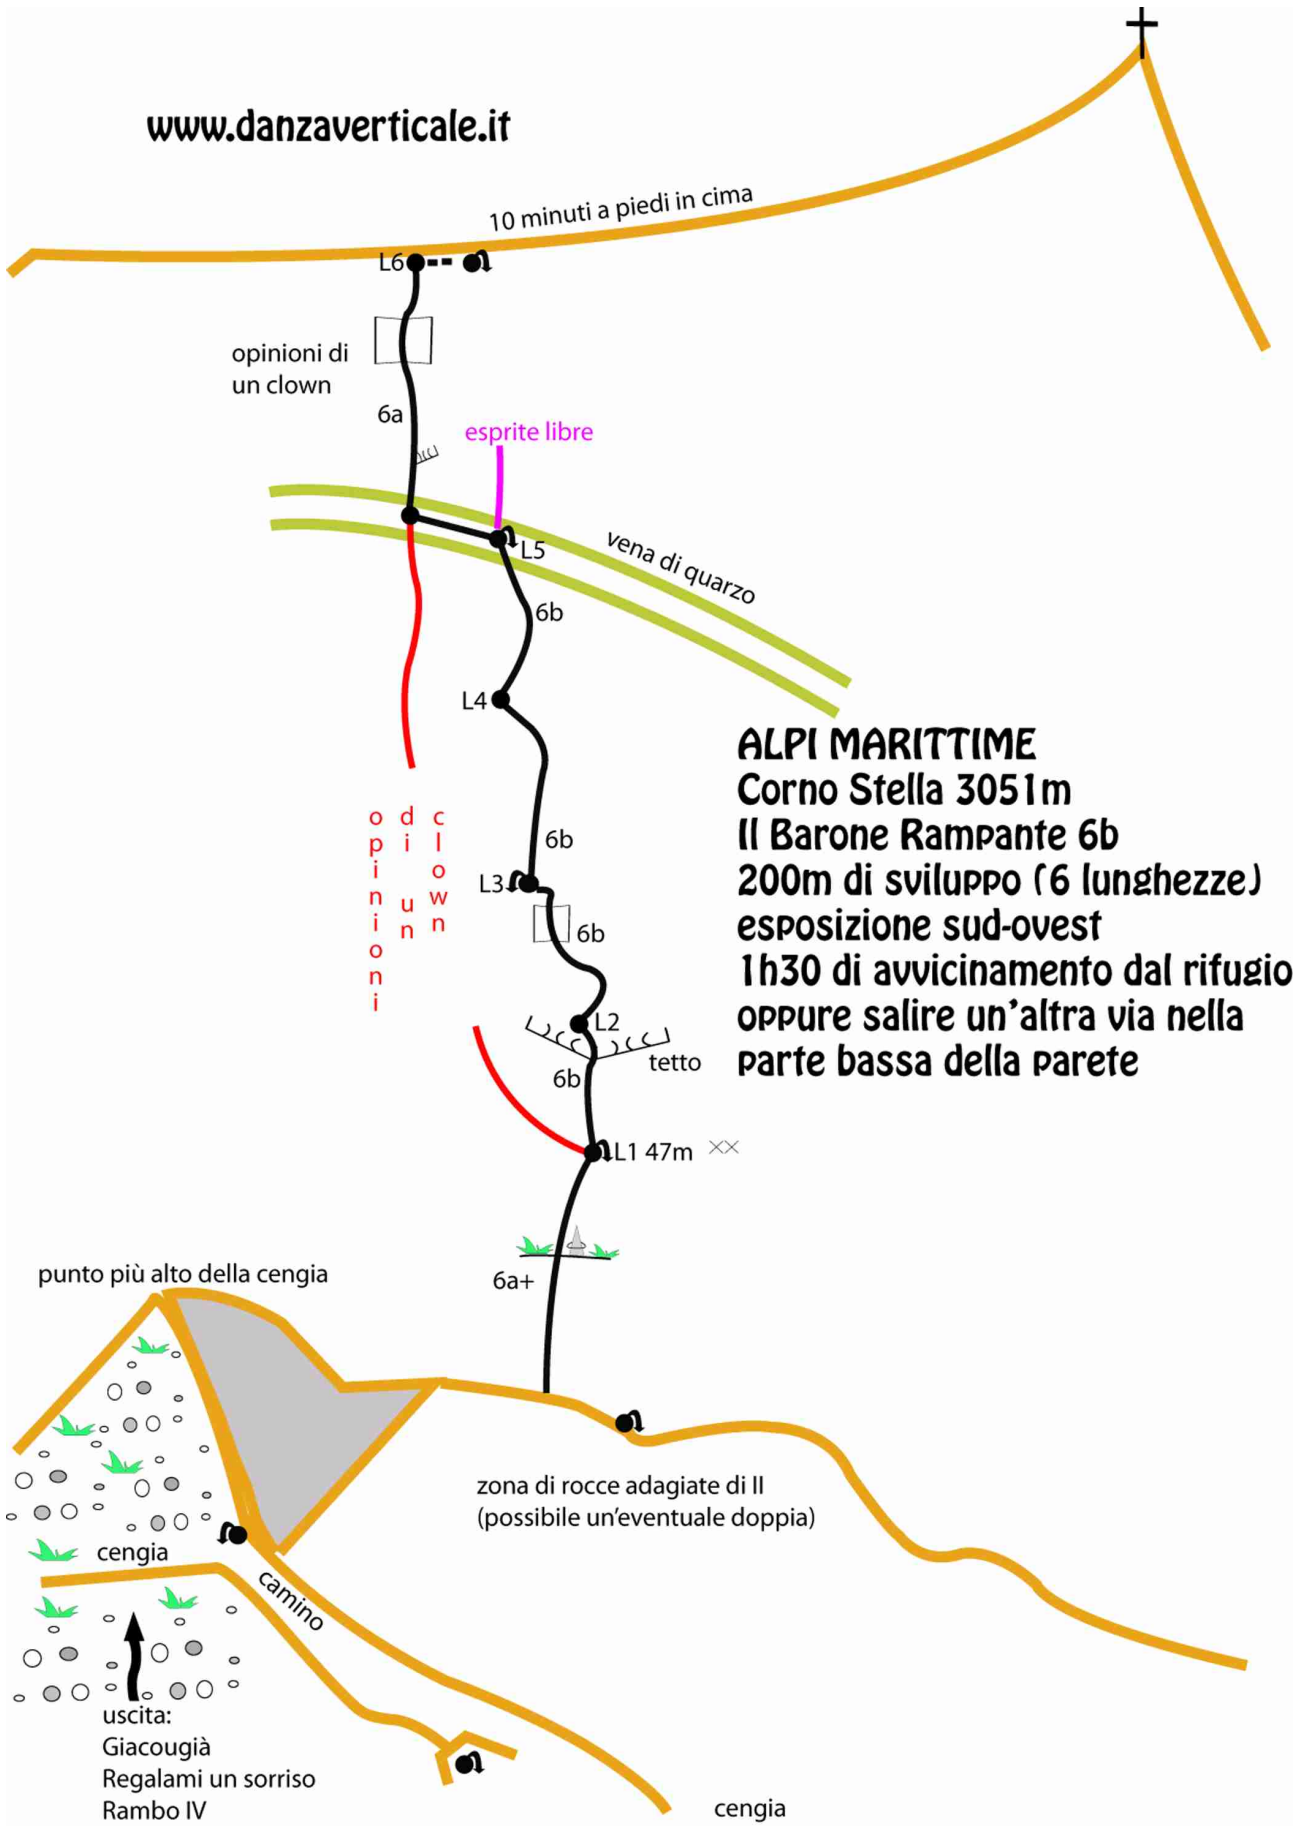 www.danzaverticale.it
10 minuti a piedi in cima
L6
opinioni di
un clown
6a
esprite libre
L5
vena di quarzo
6b
L4
ALPI MARITTIME
Corno Stella 3051m
Il Barone Rampante 6b
200m di sviluppo (6 lunghezze)
esposizione sud-ovest
1h30 di avvicinamento dal rifugio
oppure salire un'altra via nella
parte bassa della parete
opinioni
di un
clown
6b
L3
6b
L2
tetto
6b
L1 47m
6a+
punto più alto della cengia
zona di rocce adagiate di II
(possibile un'eventuale doppia)
cengia
camino
uscita:
Giacougià
Regalami un sorriso
Rambo IV
cengia